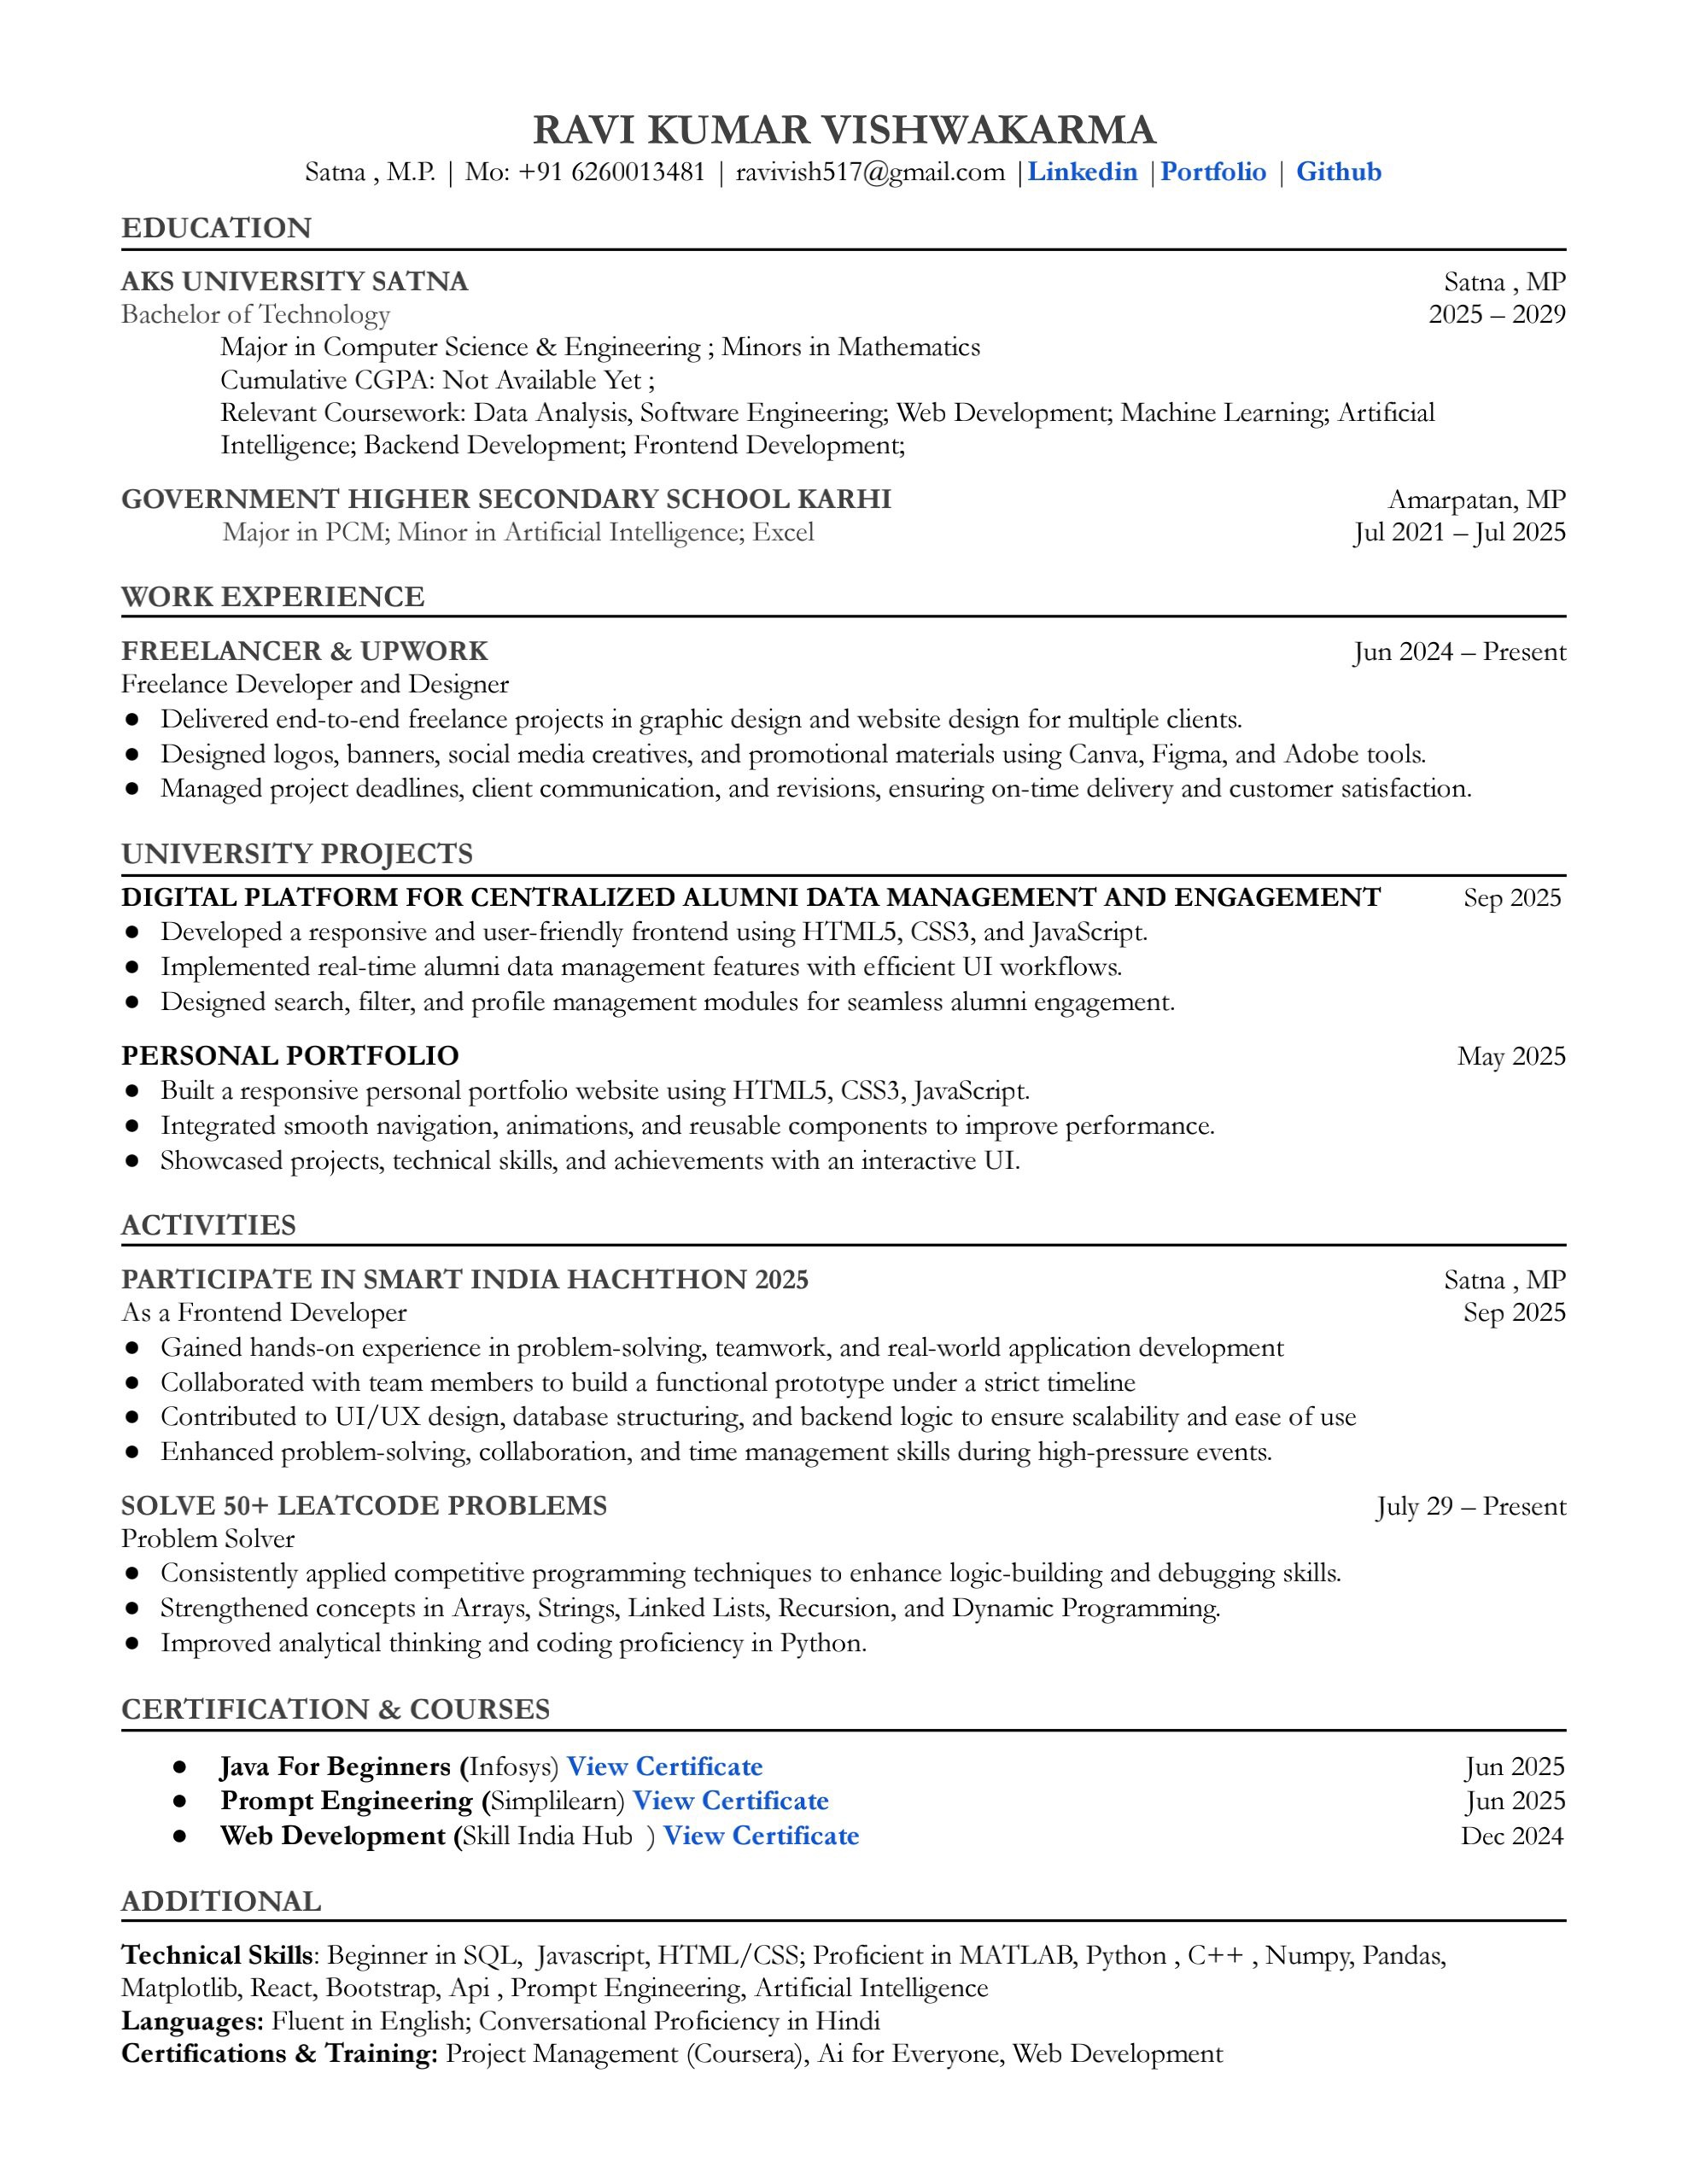 RAVI KUMAR VISHWAKARMA
Satna , M.P. | Mo: +91 6260013481 | ravivish517@gmail.com |Linkedin |Portfolio | Github
EDUCATION
AKS UNIVERSITY SATNA Satna , MP
Bachelor of Technology 2025 – 2029
Major in Computer Science & Engineering ; Minors in Mathematics
Cumulative CGPA: Not Available Yet ;
Relevant Coursework: Data Analysis, Software Engineering; Web Development; Machine Learning; Artificial
Intelligence; Backend Development; Frontend Development;
GOVERNMENT HIGHER SECONDARY SCHOOL KARHI Amarpatan, MP
Major in PCM; Minor in Artificial Intelligence; Excel Jul 2021 – Jul 2025
WORK EXPERIENCE
FREELANCER & UPWORK Jun 2024 – Present
Freelance Developer and Designer
● Delivered end-to-end freelance projects in graphic design and website design for multiple clients.
● Designed logos, banners, social media creatives, and promotional materials using Canva, Figma, and Adobe tools.
● Managed project deadlines, client communication, and revisions, ensuring on-time delivery and customer satisfaction.
UNIVERSITY PROJECTS
DIGITAL PLATFORM FOR CENTRALIZED ALUMNI DATA MANAGEMENT AND ENGAGEMENT Sep 2025
● Developed a responsive and user-friendly frontend using HTML5, CSS3, and JavaScript.
● Implemented real-time alumni data management features with efficient UI workflows.
● Designed search, filter, and profile management modules for seamless alumni engagement.
PERSONAL PORTFOLIO May 2025
● Built a responsive personal portfolio website using HTML5, CSS3, JavaScript.
● Integrated smooth navigation, animations, and reusable components to improve performance.
● Showcased projects, technical skills, and achievements with an interactive UI.
ACTIVITIES
PARTICIPATE IN SMART INDIA HACHTHON 2025 Satna , MP
As a Frontend Developer Sep 2025
● Gained hands-on experience in problem-solving, teamwork, and real-world application development
● Collaborated with team members to build a functional prototype under a strict timeline
● Contributed to UI/UX design, database structuring, and backend logic to ensure scalability and ease of use
● Enhanced problem-solving, collaboration, and time management skills during high-pressure events.
SOLVE 50+ LEATCODE PROBLEMS July 29 – Present
Problem Solver
● Consistently applied competitive programming techniques to enhance logic-building and debugging skills.
● Strengthened concepts in Arrays, Strings, Linked Lists, Recursion, and Dynamic Programming.
● Improved analytical thinking and coding proficiency in Python.
CERTIFICATION & COURSES
● Java For Beginners (Infosys) View Certificate Jun 2025
● Prompt Engineering (Simplilearn) View Certificate Jun 2025
● Web Development (Skill India Hub ) View Certificate Dec 2024
ADDITIONAL
Technical Skills: Beginner in SQL, Javascript, HTML/CSS; Proficient in MATLAB, Python , C++ , Numpy, Pandas,
Matplotlib, React, Bootstrap, Api , Prompt Engineering, Artificial Intelligence
Languages: Fluent in English; Conversational Proficiency in Hindi
Certifications & Training: Project Management (Coursera), Ai for Everyone, Web Development